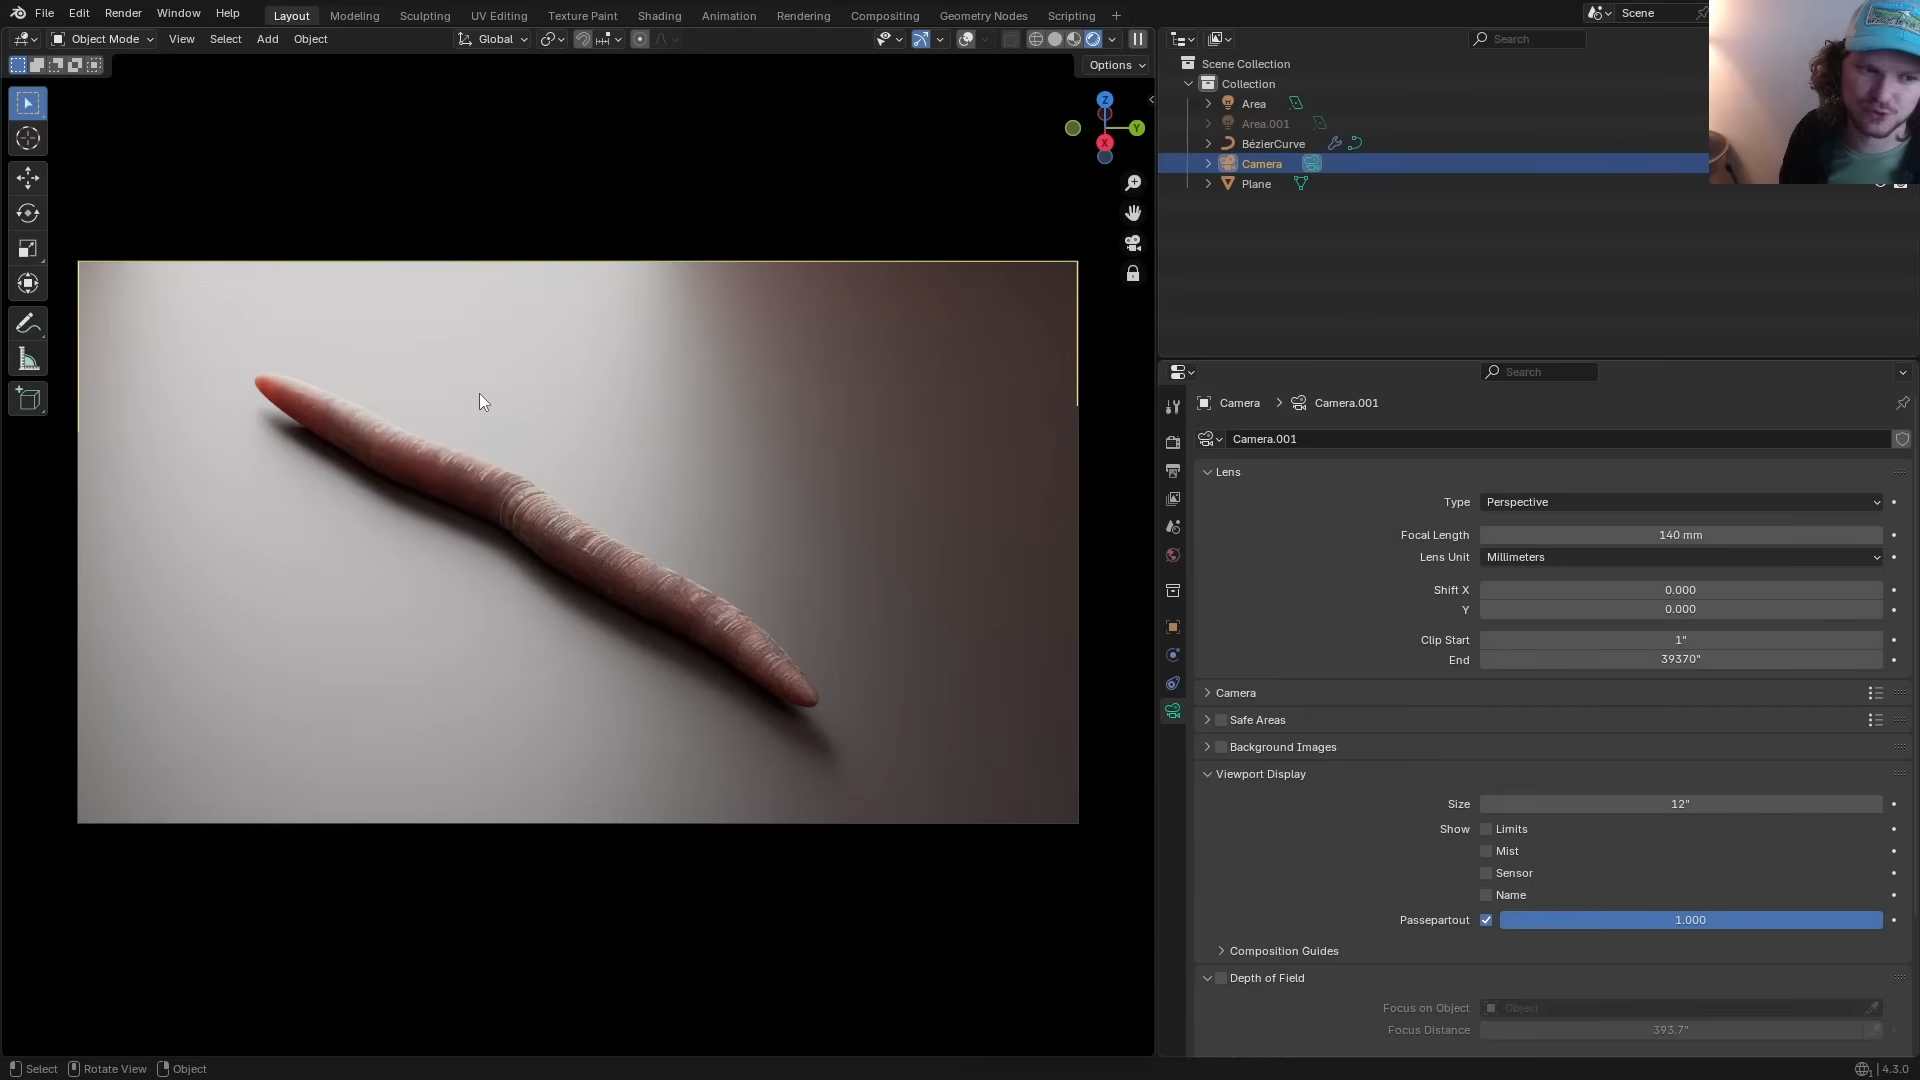 File Edit Render Window Help
Layout Modeling Sculpting UV Editing Texture Paint Shading Animation Rendering Compositing Geometry Nodes Scripting +
Scene
Object Mode View Select Add Object
Global
Search
Options
Scene Collection
Collection
Area
Area.001
BézierCurve
Camera
Plane
Z
Y
X
Search
Camera > Camera.001
Camera.001
Lens
Type Perspective
Focal Length 140 mm
Lens Unit Millimeters
Shift X 0.000
Y 0.000
Clip Start 1"
End 39370"
Camera
Safe Areas
Background Images
Viewport Display
Size 12"
Show Limits
Mist
Sensor
Name
Passepartout 1.000
Composition Guides
Depth of Field
Focus on Object Object
Focus Distance 393.7"
Select Rotate View Object
4.3.0